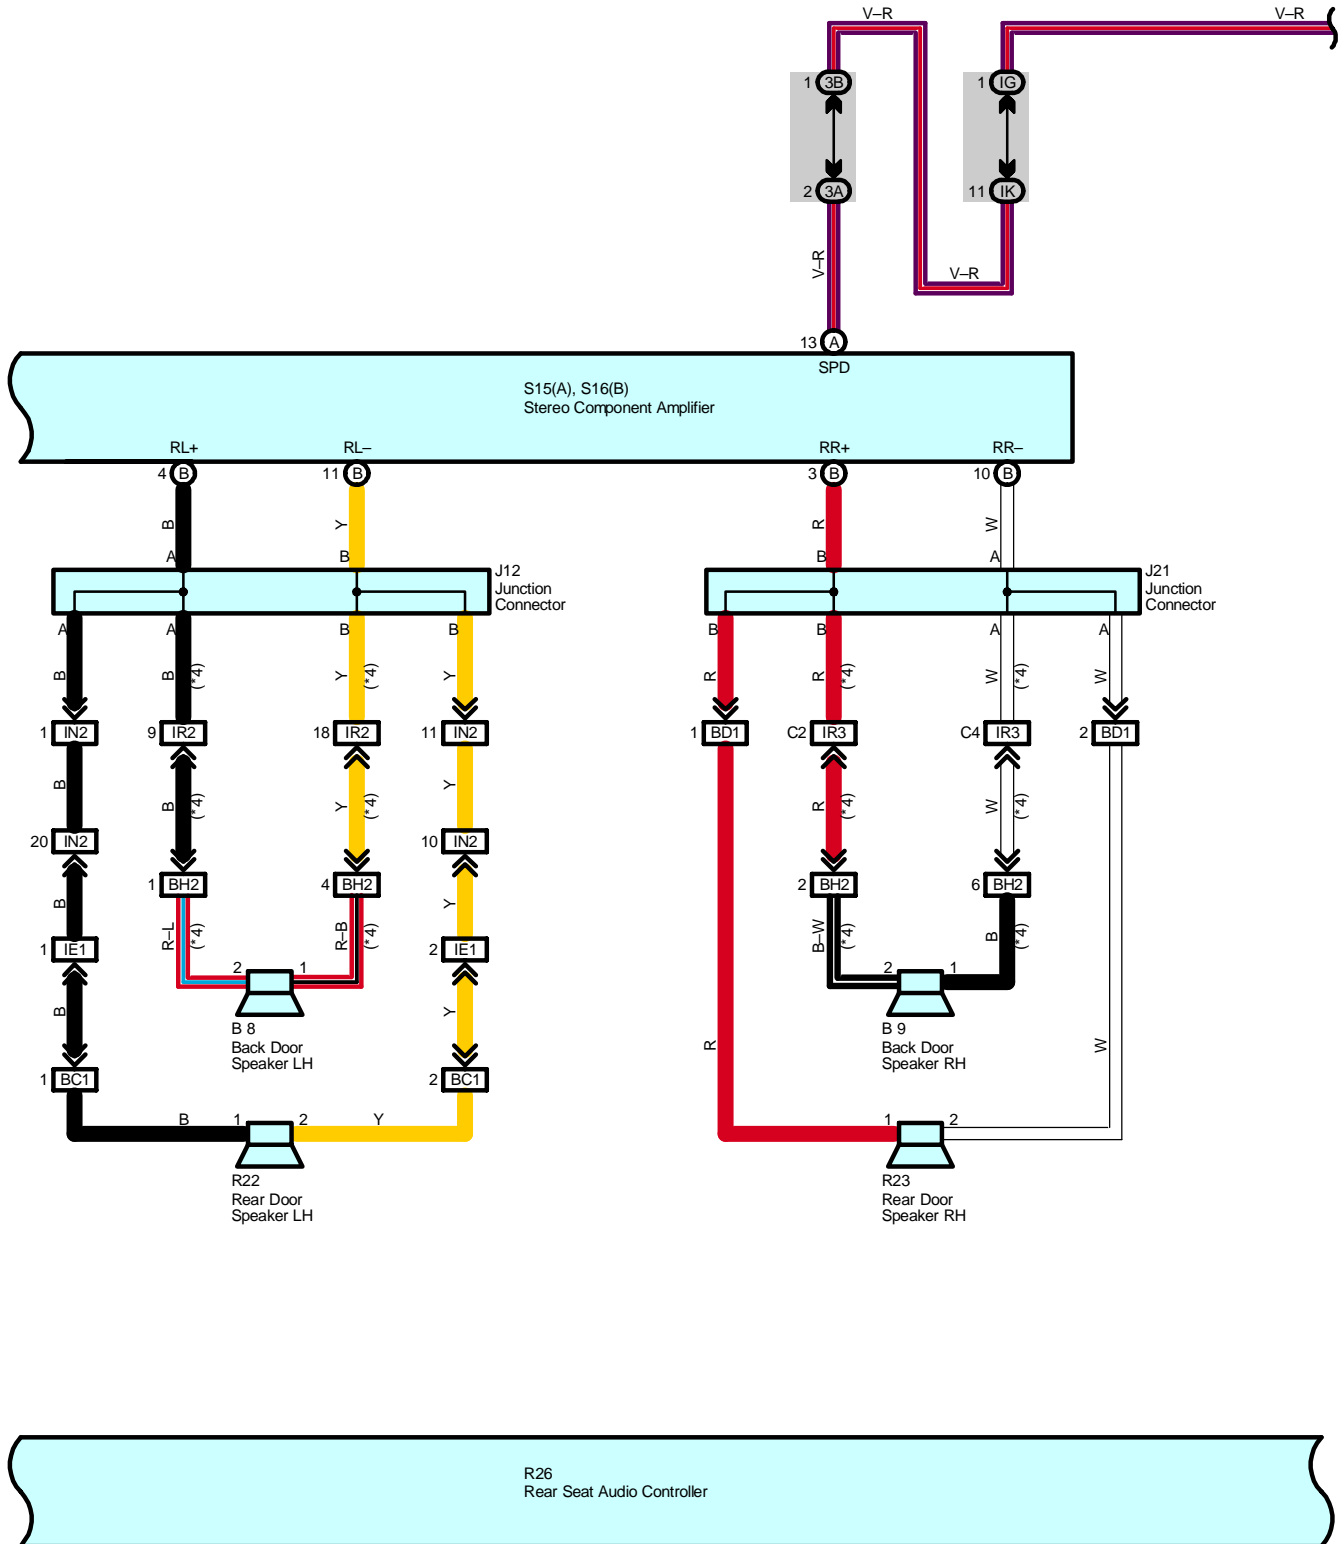 V–R
V–R
1 3B
1 IG
2 3A
11 IK
V–R
V–R
13 A
SPD
S15(A), S16(B)
Stereo Component Amplifier
RL+
RL–
RR+
RR–
4 B
11 B
3 B
10 B
B
Y
R
W
A
B
B
A
J12
Junction
Connector
J21
Junction
Connector
A
A
B
B
B
B
A
A
B
B
(*4)
Y
(*4)
Y
R
R
(*4)
W
(*4)
W
1 IN2
9 IR2
18 IR2
11 IN2
1 BD1
C2 IR3
C4 IR3
2 BD1
B
B
(*4)
Y
(*4)
Y
R
(*4)
W
(*4)
20 IN2
10 IN2
1 BH2
4 BH2
2 BH2
6 BH2
B
R–L
(*4)
R–B
(*4)
Y
B–W
(*4)
B
(*4)
1 IE1
2 IE1
2
1
2
1
B
Y
B 8
Back Door
Speaker LH
B 9
Back Door
Speaker RH
R
W
1 BC1
2 BC1
B
1
2
Y
1
2
R22
Rear Door
Speaker LH
R23
Rear Door
Speaker RH
R26
Rear Seat Audio Controller